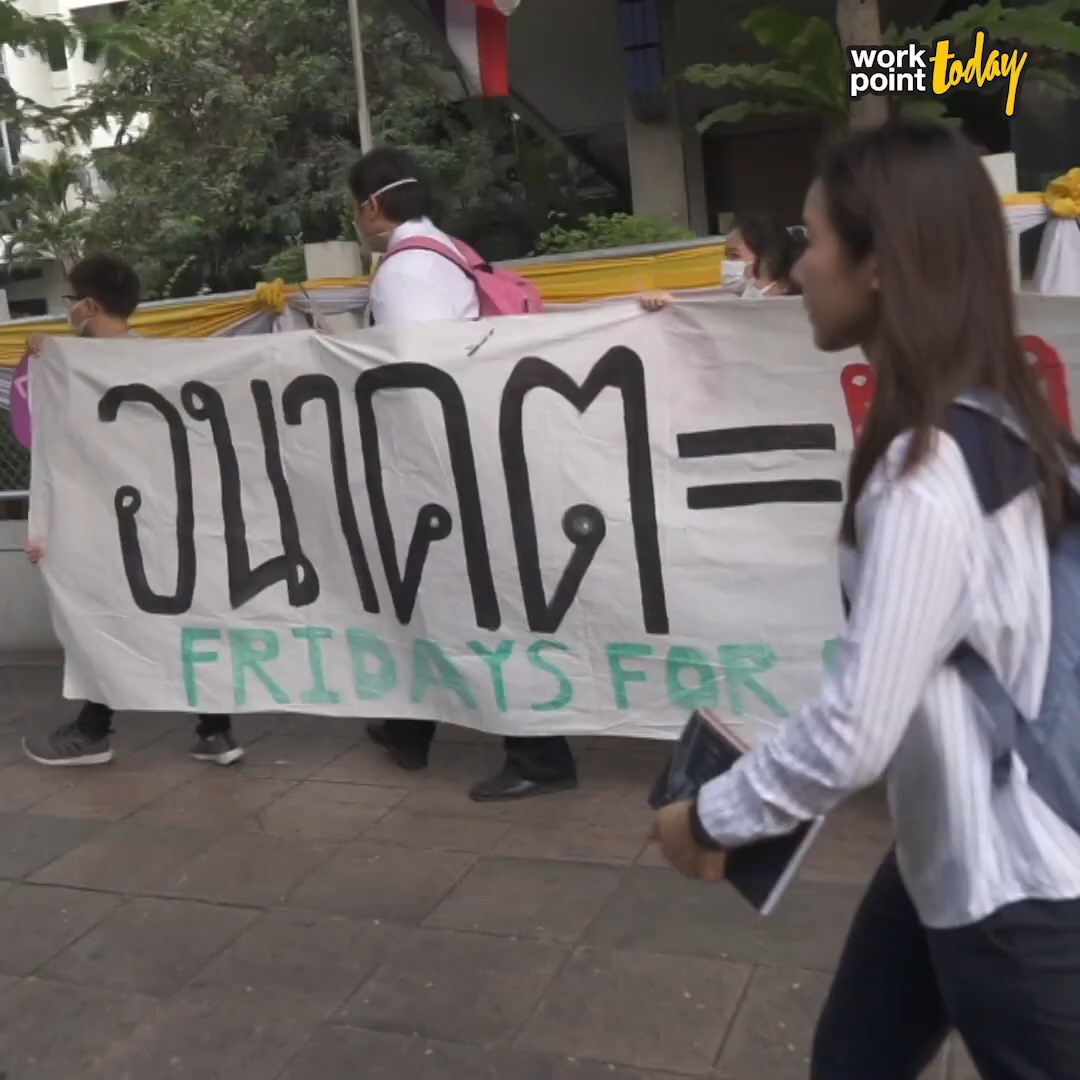 work
point today
อนาคต =
FRIDAYS FOR